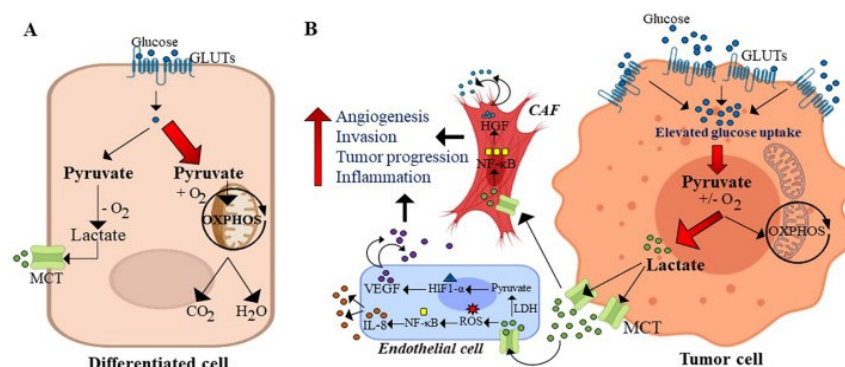 A
Glucose
GLUTs
Pyruvate
- O2
Lactate
MCT
Pyruvate
+ O2
OXPHOS
CO2
H2O
Differentiated cell
B
Angiogenesis
Invasion
Tumor progression
Inflammation
CAF
HGF
NF-κB
VEGF
HIF1-α
Pyruvate
LDH
IL-8
NF-κB
ROS
Endothelial cell
Glucose
GLUTs
Elevated glucose uptake
Pyruvate
+/- O2
OXPHOS
Lactate
MCT
Tumor cell